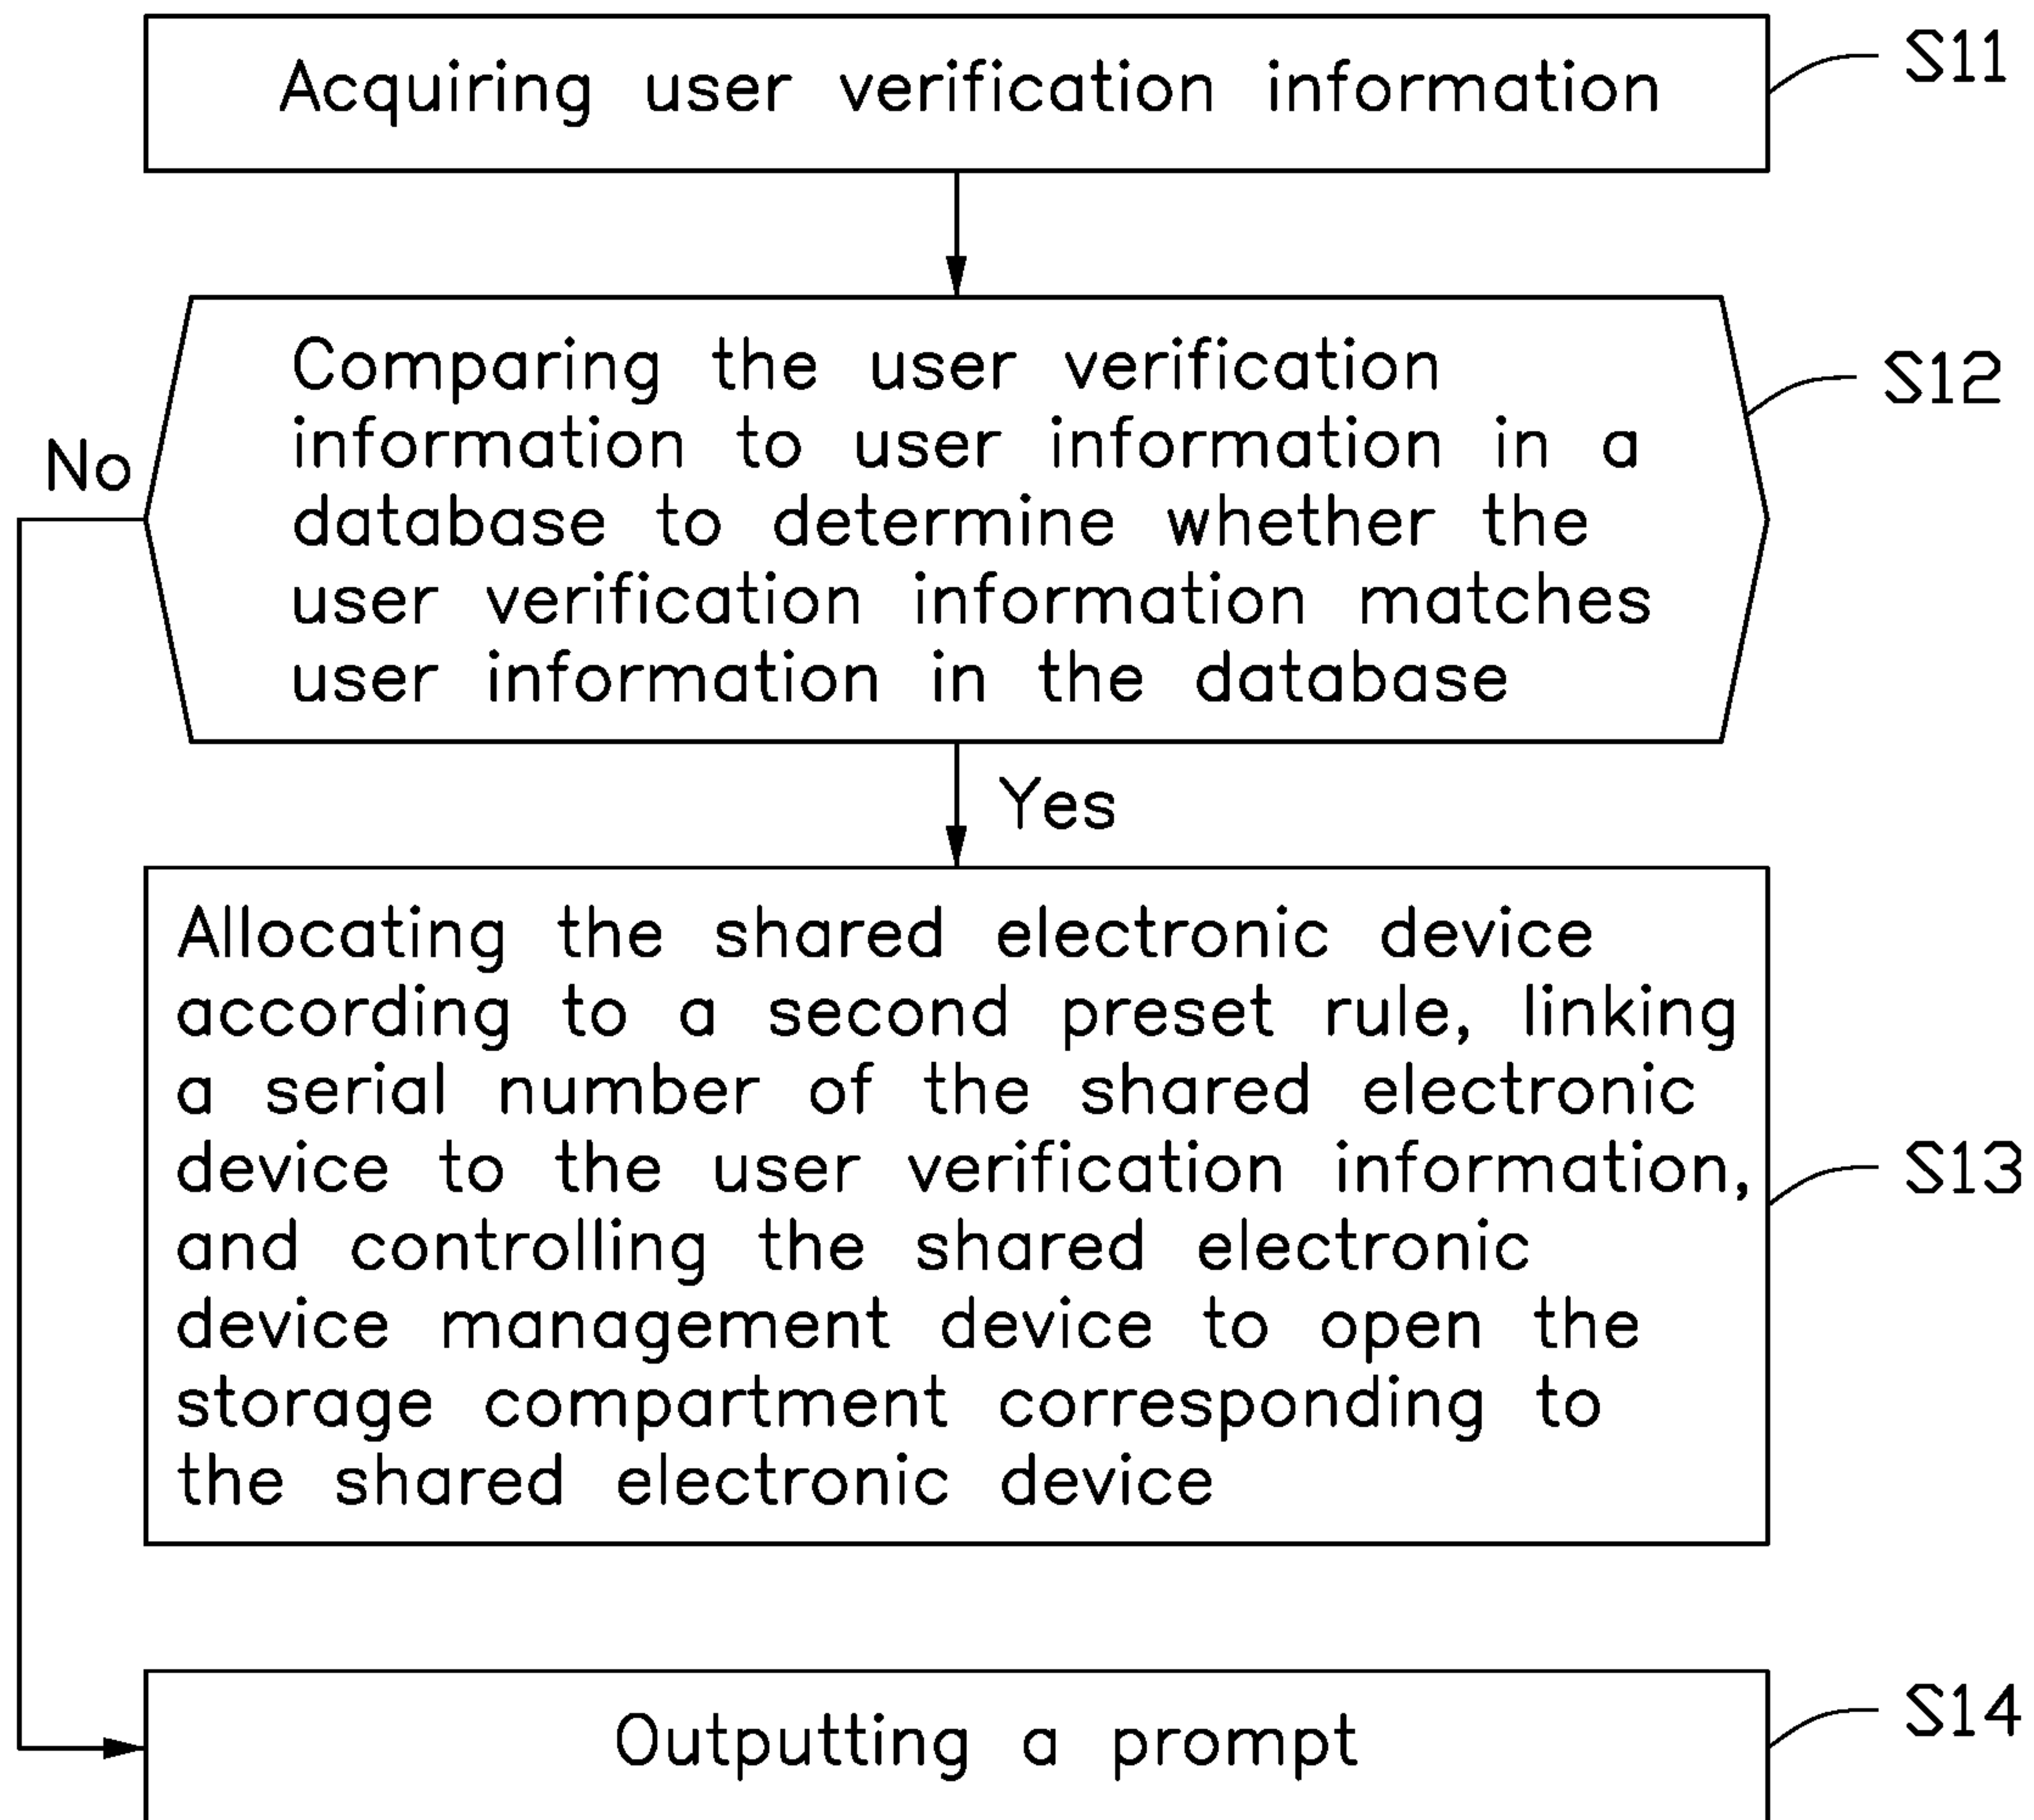 Acquiring user verification information
S11
Comparing the user verification
information to user information in a
database to determine whether the
user verification information matches
user information in the database
S12
No
Yes
Allocating the shared electronic device
according to a second preset rule, linking
a serial number of the shared electronic
device to the user verification information,
and controlling the shared electronic
device management device to open the
storage compartment corresponding to
the shared electronic device
S13
Outputting a prompt
S14